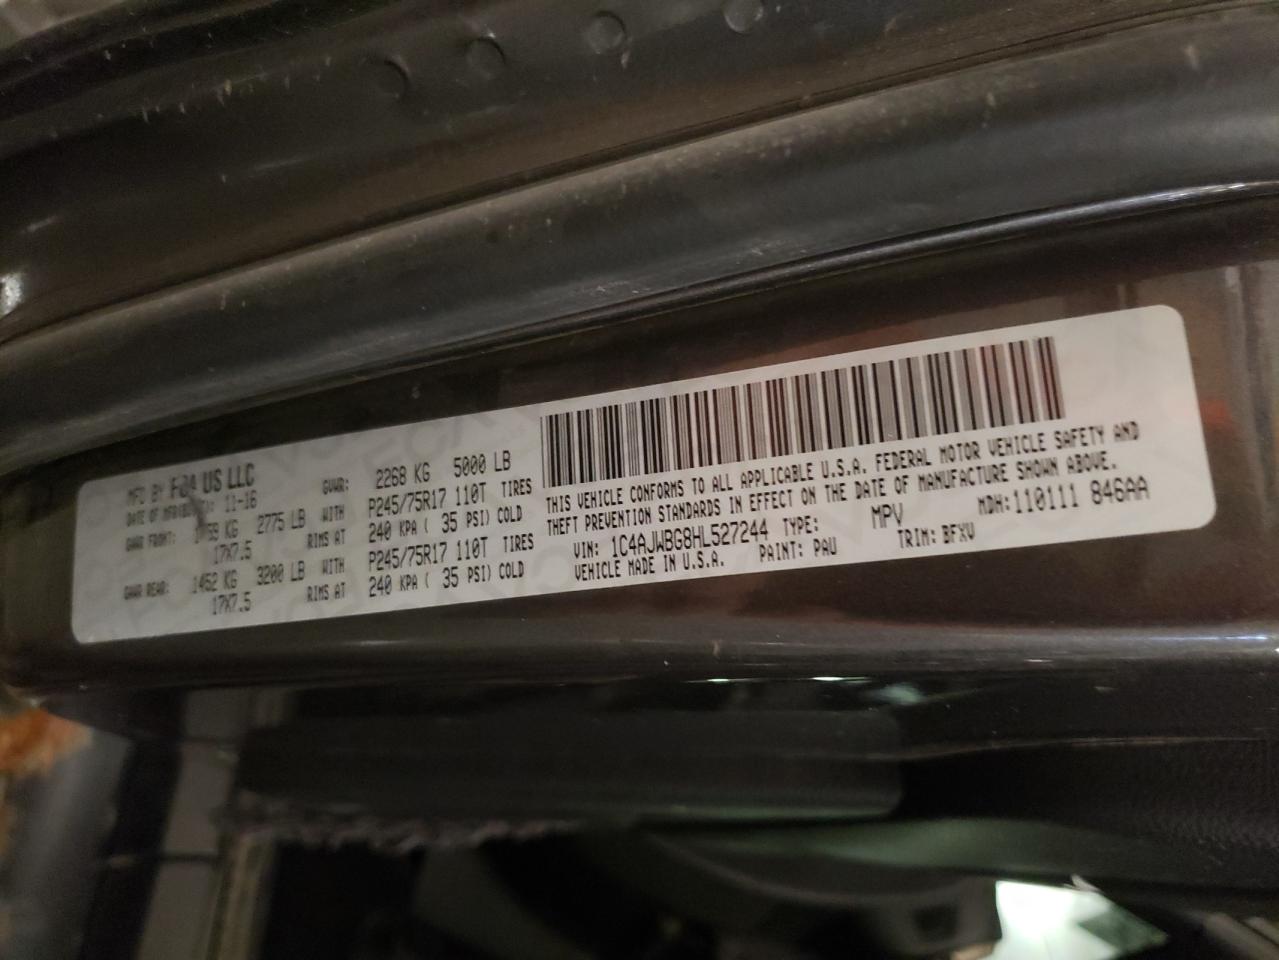 MFD BY FCA US LLC
DATE OF MFR 11-16
GVWR: 2268 KG 5000 LB
GAWR FRONT: KG 2775 LB WITH P245/75R17 110T TIRES
17X7.5 RIMS AT 240 KPA ( 35 PSI) COLD
GAWR REAR: 1452 KG 3200 LB WITH P245/75R17 110T TIRES
17X7.5 RIMS AT 240 KPA ( 35 PSI) COLD
THIS VEHICLE CONFORMS TO ALL APPLICABLE U.S.A. FEDERAL MOTOR VEHICLE SAFETY AND
THEFT PREVENTION STANDARDS IN EFFECT ON THE DATE OF MANUFACTURE SHOWN ABOVE.
VIN: 1C4AJWBG8HL527244 TYPE: MPV MDH:110111 846AA
VEHICLE MADE IN U.S.A. PAINT: PAU TRIM: BFXV